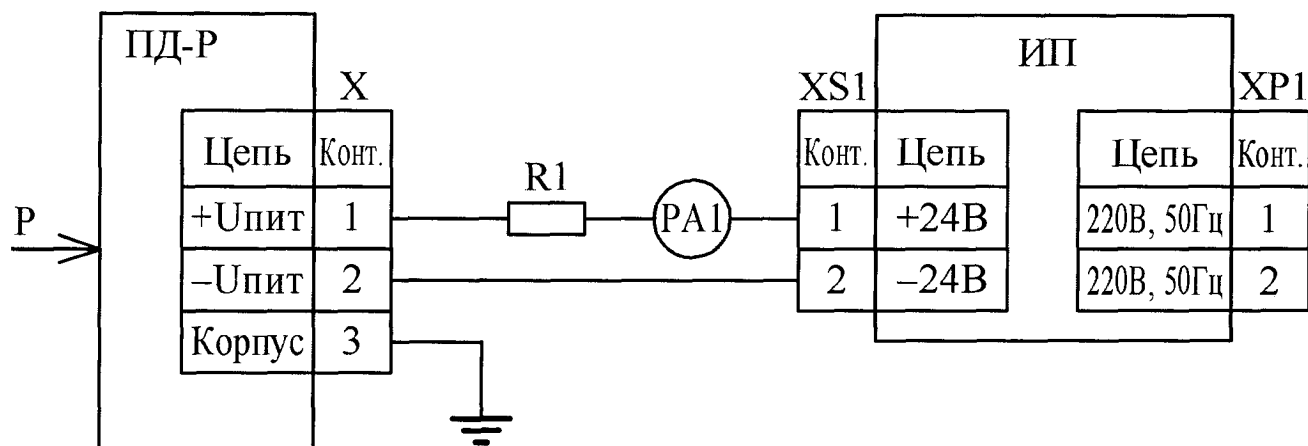 ПД-Р
ИП
X
XS1
XP1
Цепь Конт.
R1
Конт. Цепь
Цепь Конт.
P
+Uпит 1
PA1
1 +24В
220В, 50Гц 1
–Uпит 2
2 –24В
220В, 50Гц 2
Корпус 3